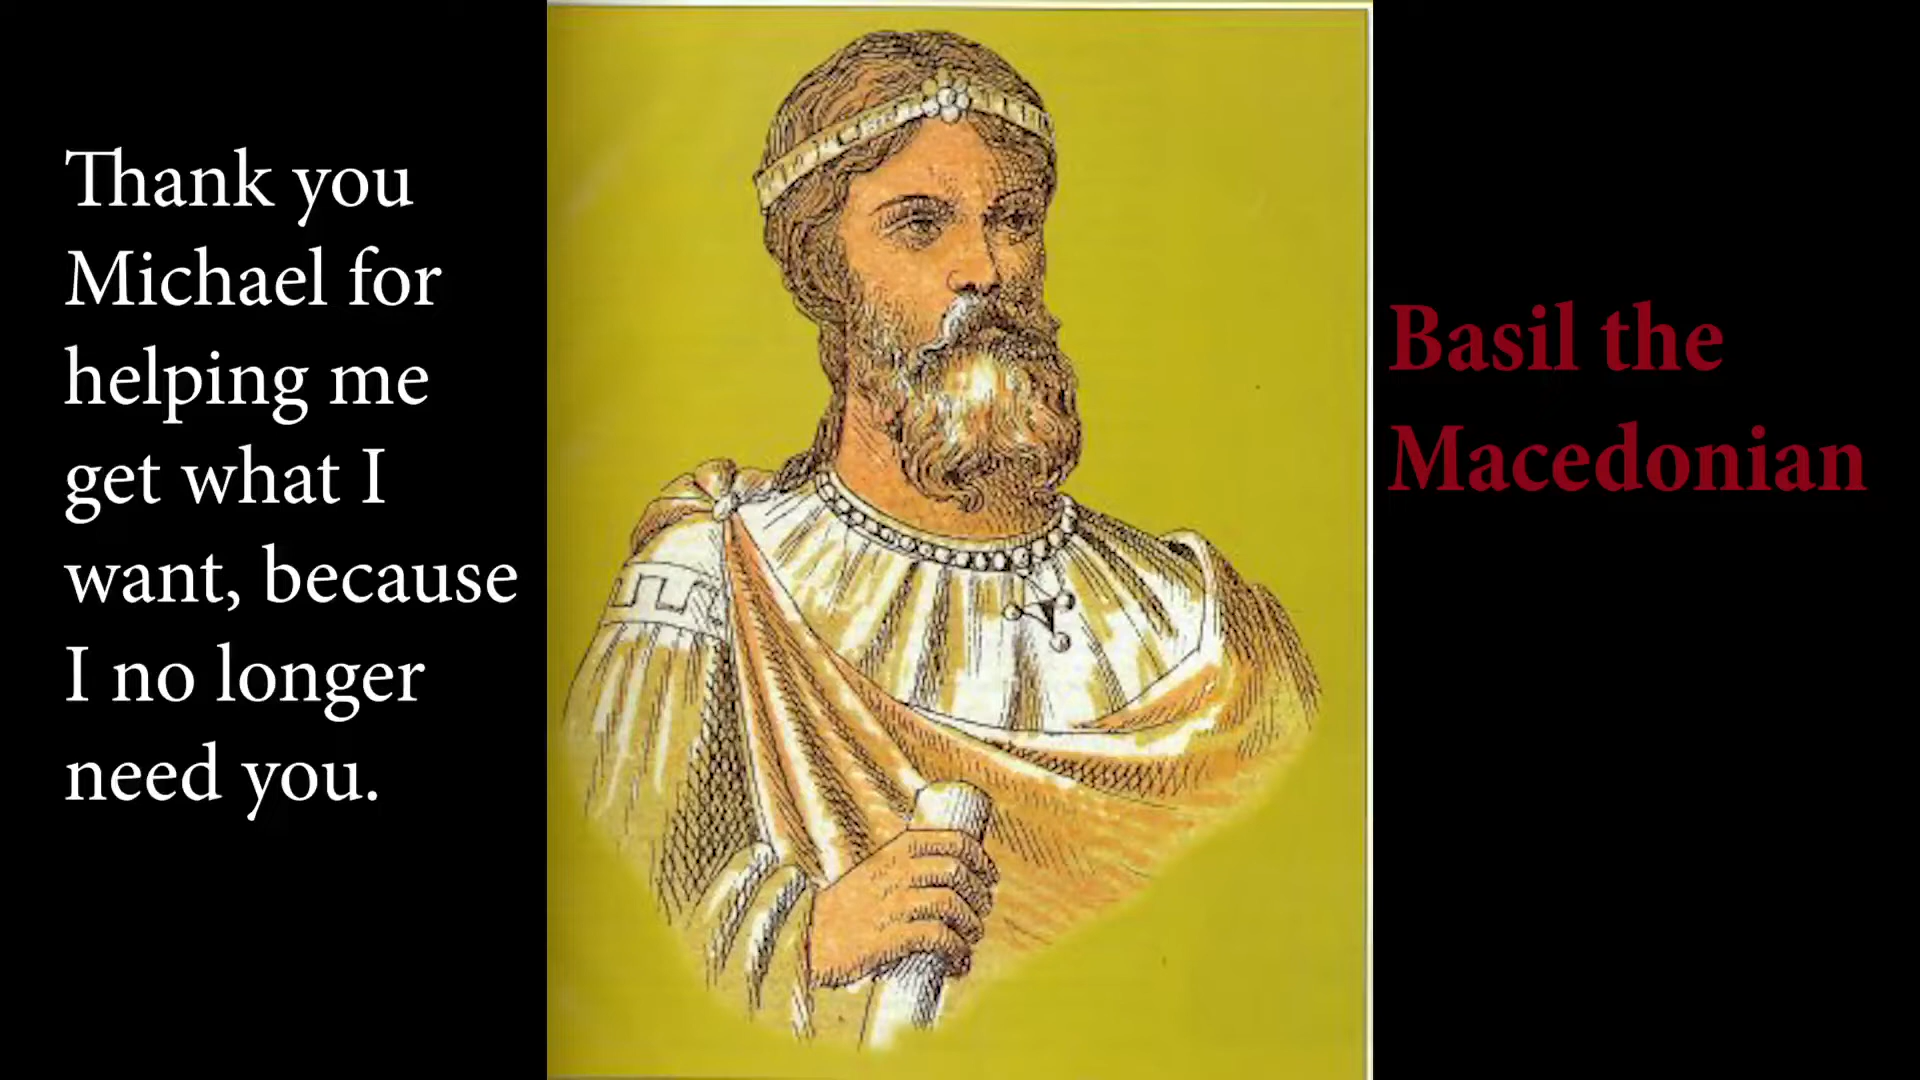 Thank you
Michael for
helping me
get what I
want, because
I no longer
need you.
Basil the
Macedonian